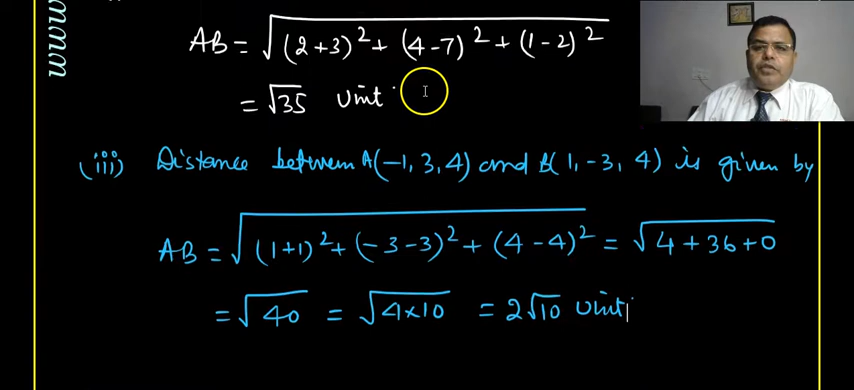 AB = √(2+3)² + (4-7)² + (1-2)²
= √35 Unit
(iii) Distance between A(-1, 3, 4) and B(1, -3, 4) is given by
AB = √(1+1)² + (-3-3)² + (4-4)² = √4+36+0
= √40 = √4×10 = 2√10 Unit